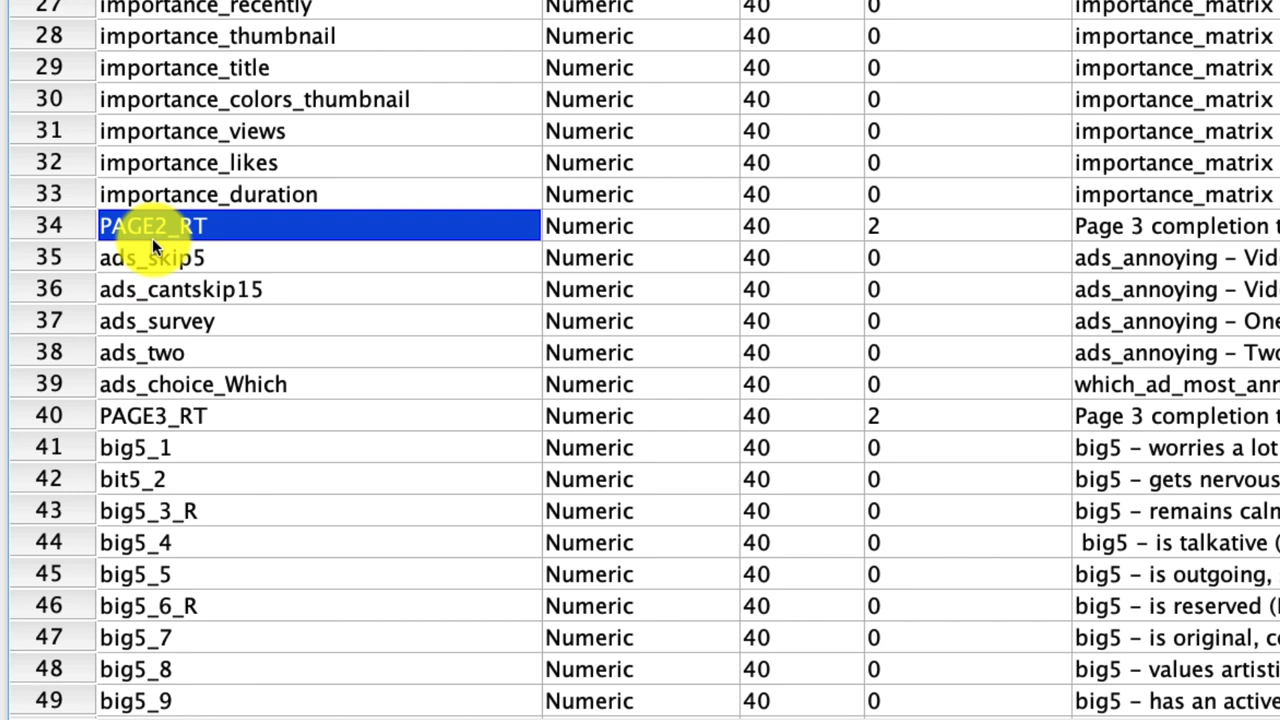 27 importance_recently Numeric 40 0 importance_matrix
28 importance_thumbnail Numeric 40 0 importance_matrix
29 importance_title Numeric 40 0 importance_matrix
30 importance_colors_thumbnail Numeric 40 0 importance_matrix
31 importance_views Numeric 40 0 importance_matrix
32 importance_likes Numeric 40 0 importance_matrix
33 importance_duration Numeric 40 0 importance_matrix
34 PAGE2_RT Numeric 40 2 Page 3 completion t
35 ads_skip5 Numeric 40 0 ads_annoying – Vid
36 ads_cantskip15 Numeric 40 0 ads_annoying – Vid
37 ads_survey Numeric 40 0 ads_annoying – One
38 ads_two Numeric 40 0 ads_annoying – Two
39 ads_choice_Which Numeric 40 0 which_ad_most_ann
40 PAGE3_RT Numeric 40 2 Page 3 completion t
41 big5_1 Numeric 40 0 big5 – worries a lot
42 bit5_2 Numeric 40 0 big5 – gets nervous
43 big5_3_R Numeric 40 0 big5 – remains calm
44 big5_4 Numeric 40 0 big5 – is talkative (
45 big5_5 Numeric 40 0 big5 – is outgoing,
46 big5_6_R Numeric 40 0 big5 – is reserved (
47 big5_7 Numeric 40 0 big5 – is original, c
48 big5_8 Numeric 40 0 big5 – values artisti
49 big5_9 Numeric 40 0 big5 – has an active